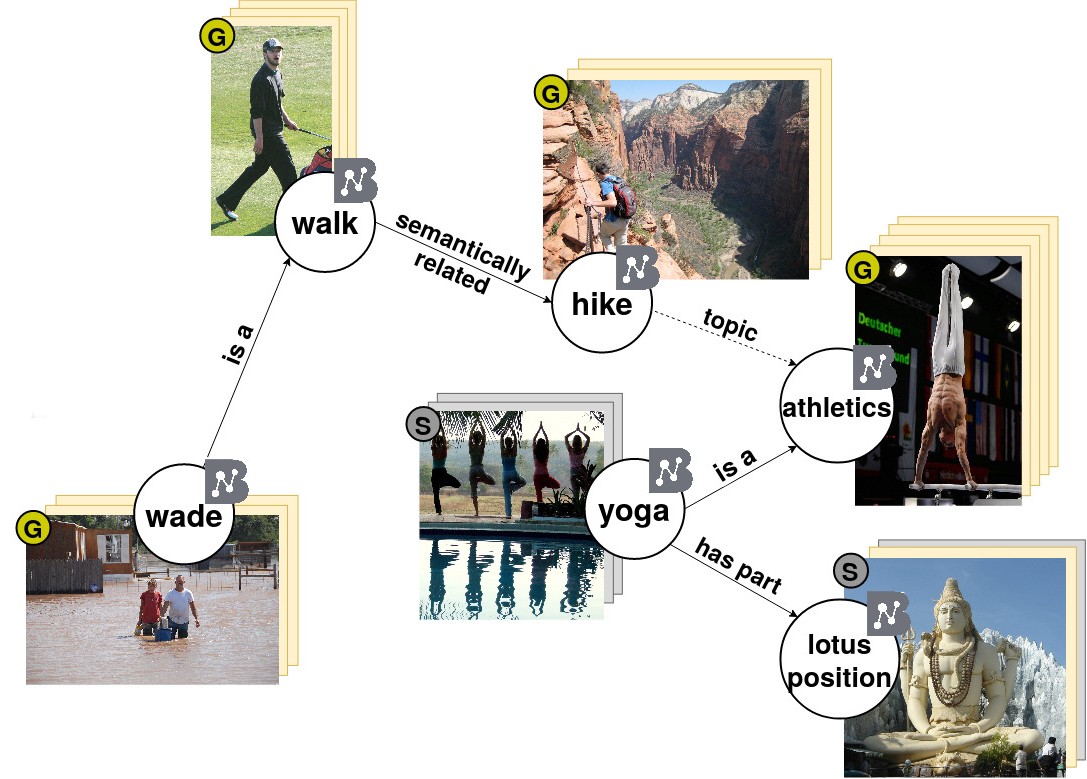 G
walk
semantically
related
G
hike
topic
G
Deutscher
athletics
is a
S
yoga
is a
wade
G
has part
S
lotus
position